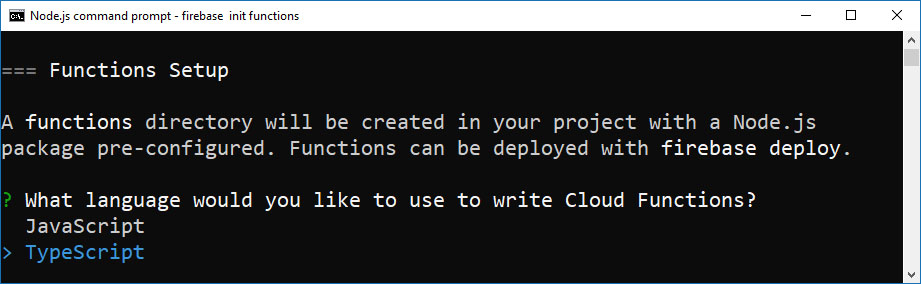 Node.js command prompt - firebase  init functions
=== Functions Setup
A functions directory will be created in your project with a Node.js
package pre-configured. Functions can be deployed with firebase deploy.
? What language would you like to use to write Cloud Functions?
JavaScript
> TypeScript